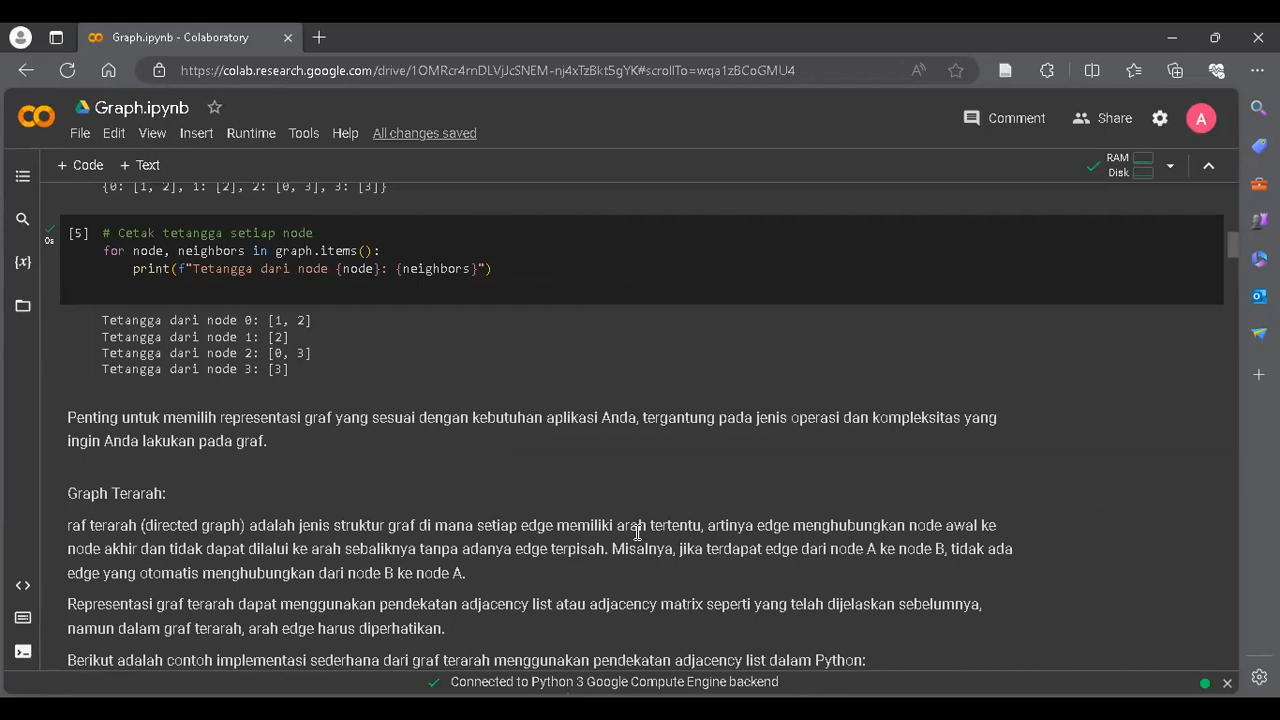 Graph.ipynb - Colaboratory
https://colab.research.google.com/drive/1OMRcr4rnDLVjJcSNEM-nj4xTzBkt5gYK#scrollTo=wqa1zBCoGMU4
Graph.ipynb
Comment
Share
A
File Edit View Insert Runtime Tools Help All changes saved
+ Code + Text
RAM
Disk
{0: [1, 2], 1: [2], 2: [0, 3], 3: [3]}
[5] # Cetak tetangga setiap node
0s
for node, neighbors in graph.items():
print(f"Tetangga dari node {node}: {neighbors}")
Tetangga dari node 0: [1, 2]
Tetangga dari node 1: [2]
Tetangga dari node 2: [0, 3]
Tetangga dari node 3: [3]
Penting untuk memilih representasi graf yang sesuai dengan kebutuhan aplikasi Anda, tergantung pada jenis operasi dan kompleksitas yang
ingin Anda lakukan pada graf.
Graph Terarah:
raf terarah (directed graph) adalah jenis struktur graf di mana setiap edge memiliki arah tertentu, artinya edge menghubungkan node awal ke
node akhir dan tidak dapat dilalui ke arah sebaliknya tanpa adanya edge terpisah. Misalnya, jika terdapat edge dari node A ke node B, tidak ada
edge yang otomatis menghubungkan dari node B ke node A.
Representasi graf terarah dapat menggunakan pendekatan adjacency list atau adjacency matrix seperti yang telah dijelaskan sebelumnya,
namun dalam graf terarah, arah edge harus diperhatikan.
Berikut adalah contoh implementasi sederhana dari graf terarah menggunakan pendekatan adjacency list dalam Python:
Connected to Python 3 Google Compute Engine backend